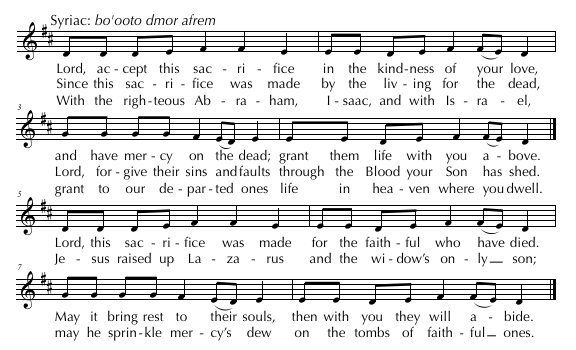 Syriac: bo'ooto dmor afrem
Lord, ac - cept this sac - ri - fice in the kind-ness of your love,
Since this sac - ri - fice was made by the liv - ing for the dead,
With the righ-teous Ab - ra - ham, I - saac, and with Is - ra - el,
3
and have mer - cy on the dead; grant them life with you a - bove.
Lord, for - give their sins and faults through the Blood your Son has shed.
grant to our de - par - ted ones life in hea - ven where you dwell.
5
Lord, this sac - ri - fice was made for the faith - ful who have died.
Je - sus raised up La - za - rus and the wi - dow's on - ly son;
7
May it bring rest to their souls, then with you they will a - bide.
may he sprin - kle mer - cy's dew on the tombs of faith - ful ones.